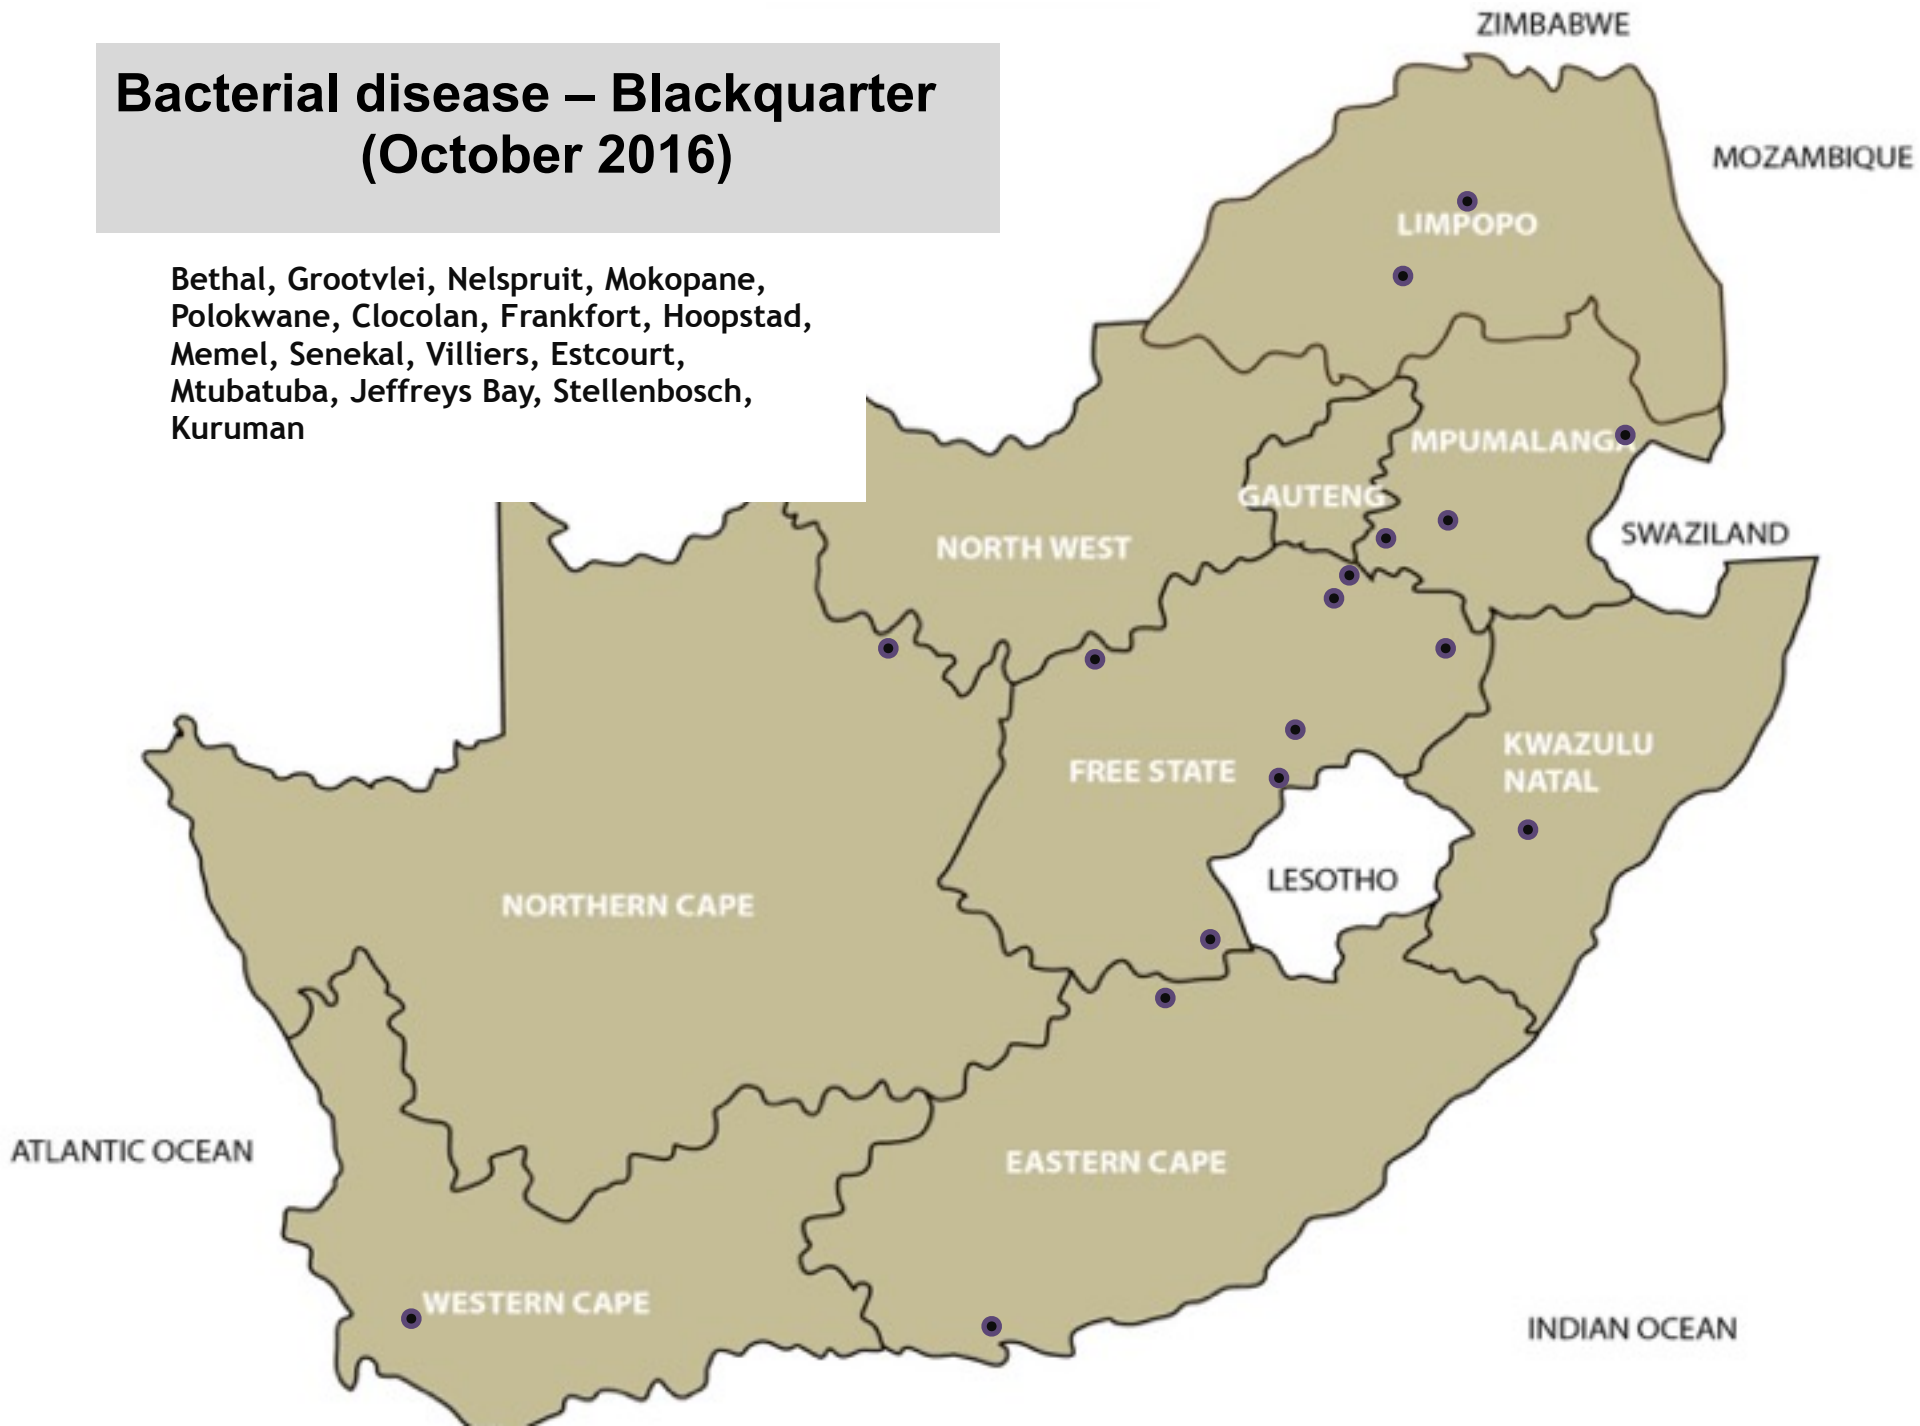 Bacterial disease – Blackquarter
(October 2016)
Bethal, Grootvlei, Nelspruit, Mokopane,
Polokwane, Clocolan, Frankfort, Hoopstad,
Memel, Senekal, Villiers, Estcourt,
Mtubatuba, Jeffreys Bay, Stellenbosch,
Kuruman
ZIMBABWE
MOZAMBIQUE
LIMPOPO
MPUMALANGA
GAUTENG
SWAZILAND
NORTH WEST
KWAZULU
NATAL
FREE STATE
LESOTHO
NORTHERN CAPE
ATLANTIC OCEAN
EASTERN CAPE
WESTERN CAPE
INDIAN OCEAN